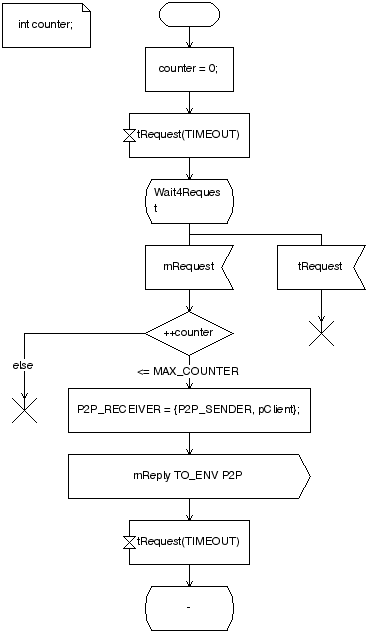 int counter;
counter = 0;
tRequest(TIMEOUT)
Wait4Reques
t
mRequest
tRequest
++counter
else
<= MAX_COUNTER
P2P_RECEIVER = {P2P_SENDER, pClient};
mReply TO_ENV P2P
tRequest(TIMEOUT)
-